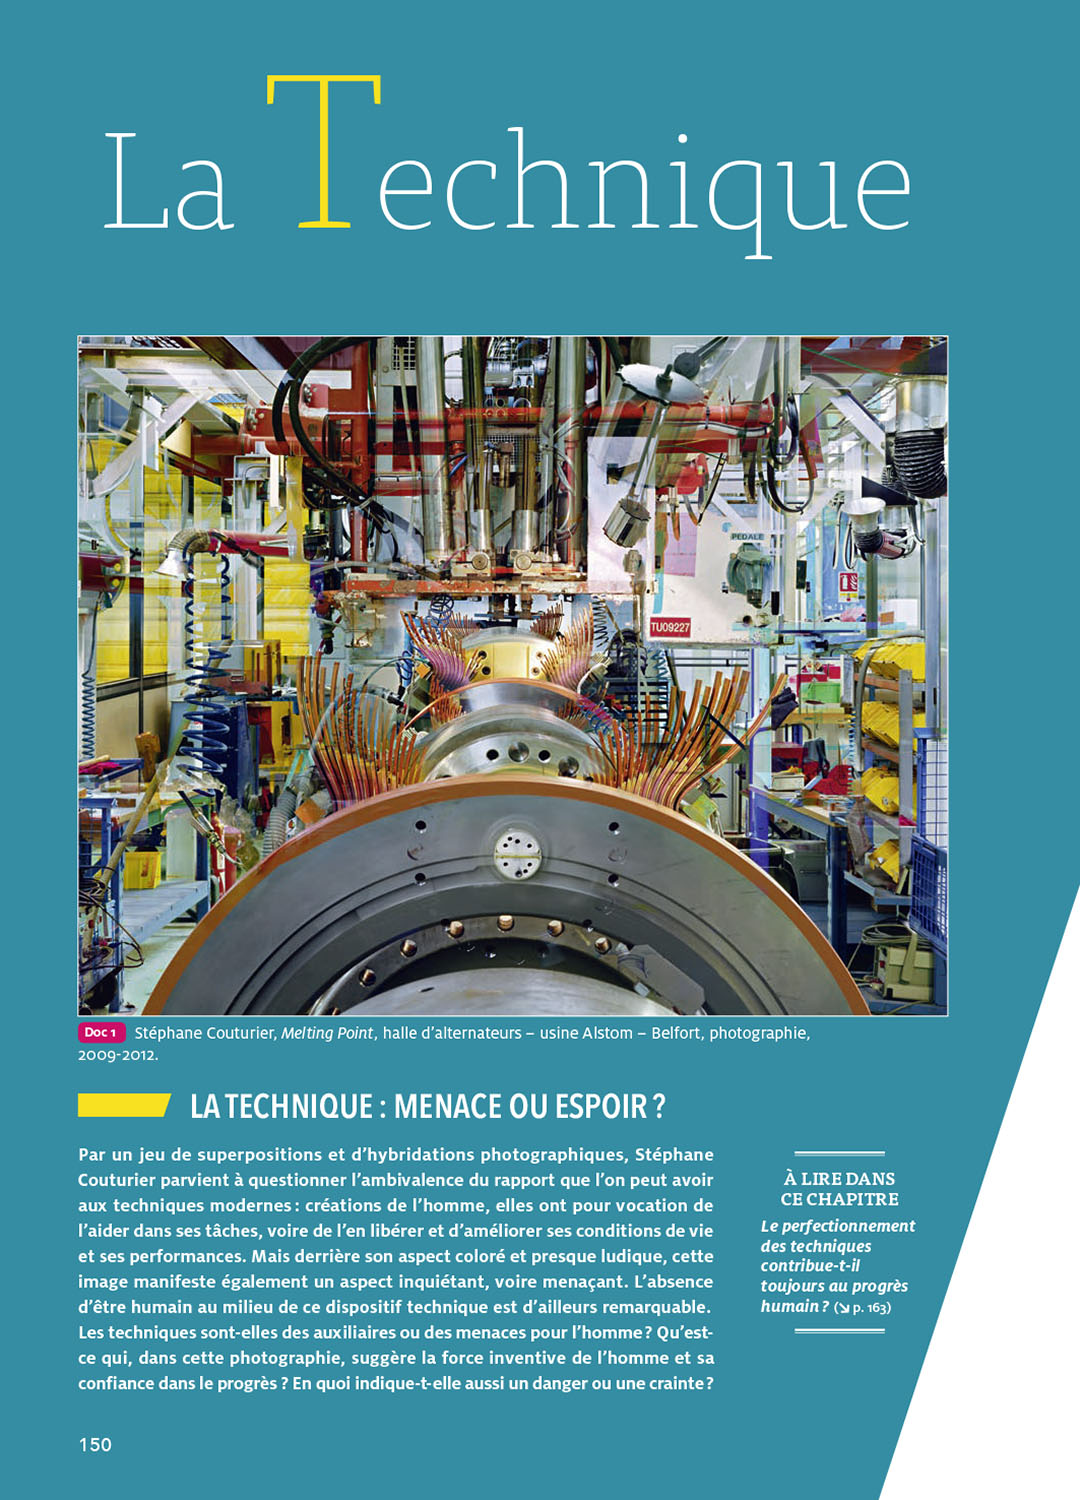 La Technique
PEDALE
TU09227
Doc 1 Stéphane Couturier, Melting Point, halle d’alternateurs – usine Alstom – Belfort, photographie,
2009-2012.
LA TECHNIQUE : MENACE OU ESPOIR ?
Par un jeu de superpositions et d’hybridations photographiques, Stéphane
Couturier parvient à questionner l’ambivalence du rapport que l’on peut avoir
aux techniques modernes : créations de l’homme, elles ont pour vocation de
l’aider dans ses tâches, voire de l’en libérer et d’améliorer ses conditions de vie
et ses performances. Mais derrière son aspect coloré et presque ludique, cette
image manifeste également un aspect inquiétant, voire menaçant. L’absence
d’être humain au milieu de ce dispositif technique est d’ailleurs remarquable.
Les techniques sont-elles des auxiliaires ou des menaces pour l’homme ? Qu’est-
ce qui, dans cette photographie, suggère la force inventive de l’homme et sa
confiance dans le progrès ? En quoi indique-t-elle aussi un danger ou une crainte ?
À LIRE DANS
CE CHAPITRE
Le perfectionnement
des techniques
contribue-t-il
toujours au progrès
humain ? (↘ p. 163)
150